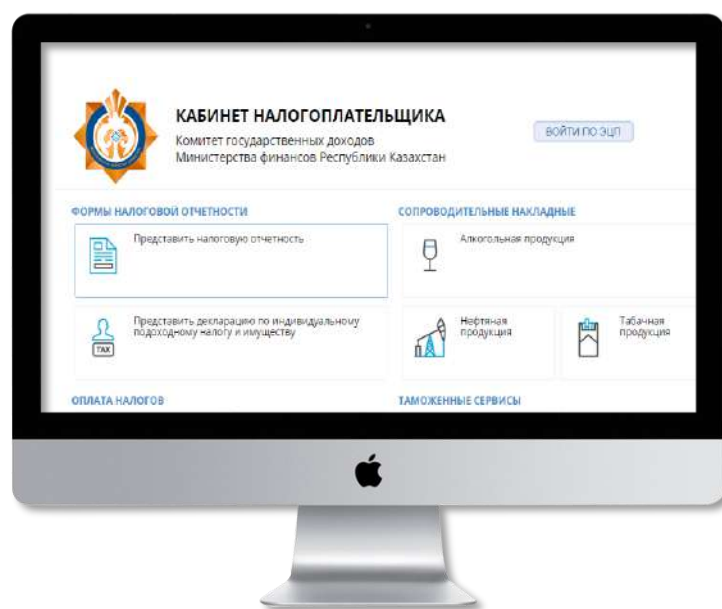 КАБИНЕТ НАЛОГОПЛАТЕЛЬЩИКА
Комитет государственных доходов
Министерства финансов Республики Казахстан
ВОЙТИ ПО ЭЦП
ФОРМЫ НАЛОГОВОЙ ОТЧЕТНОСТИ
Представить налоговую отчетность
Представить декларацию по индивидуальному
подоходному налогу и имуществу
TAX
ОПЛАТА НАЛОГОВ
СОПРОВОДИТЕЛЬНЫЕ НАКЛАДНЫЕ
Алкогольная продукция
Нефтяная
продукция
Табачная
продукция
ТАМОЖЕННЫЕ СЕРВИСЫ